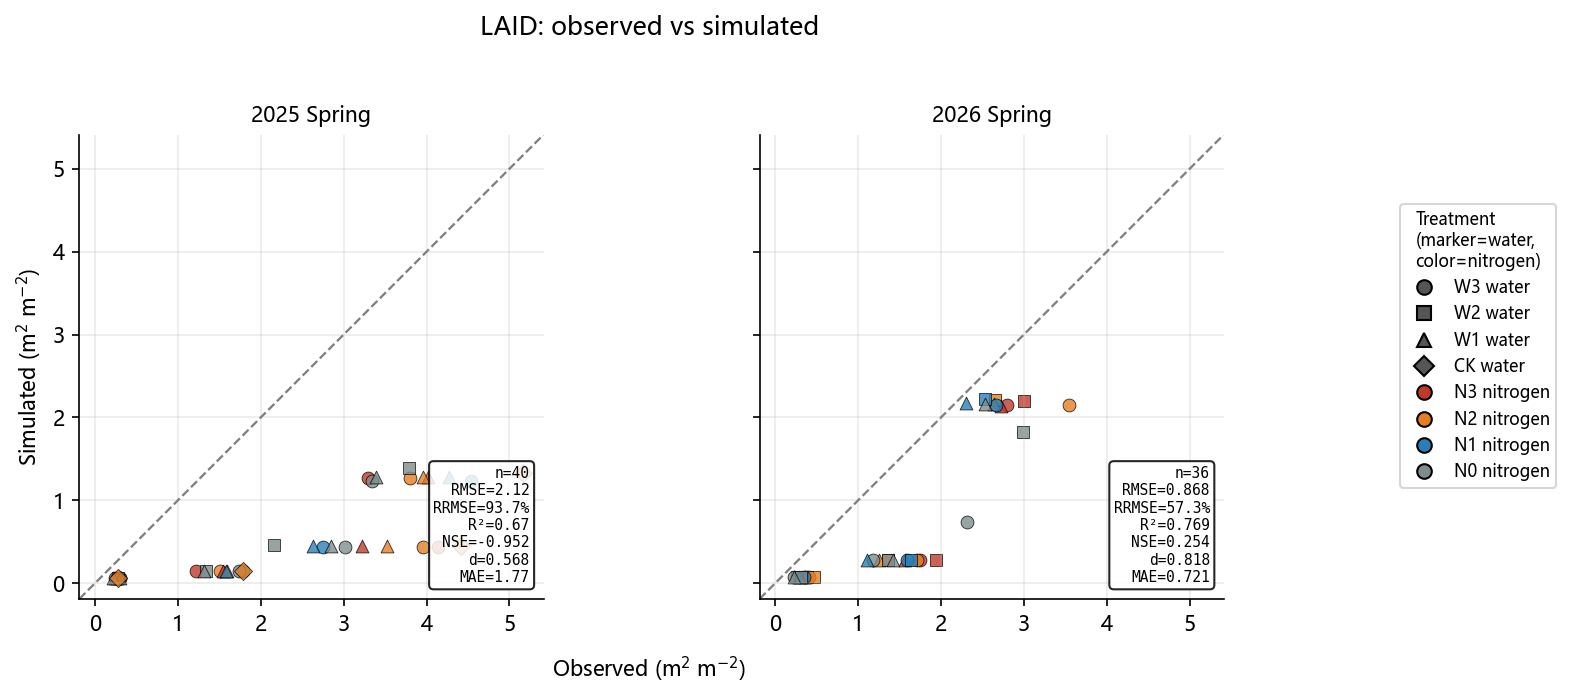 LAID: observed vs simulated
2025 Spring
2026 Spring
Simulated (m² m⁻²)
5
4
3
2
1
0
0 1 2 3 4 5
n=40
RMSE=2.12
RRMSE=93.7%
R²=0.67
NSE=-0.952
d=0.568
MAE=1.77
0 1 2 3 4 5
n=36
RMSE=0.868
RRMSE=57.3%
R²=0.769
NSE=0.254
d=0.818
MAE=0.721
Observed (m² m⁻²)
Treatment
(marker=water,
color=nitrogen)
W3 water
W2 water
W1 water
CK water
N3 nitrogen
N2 nitrogen
N1 nitrogen
N0 nitrogen